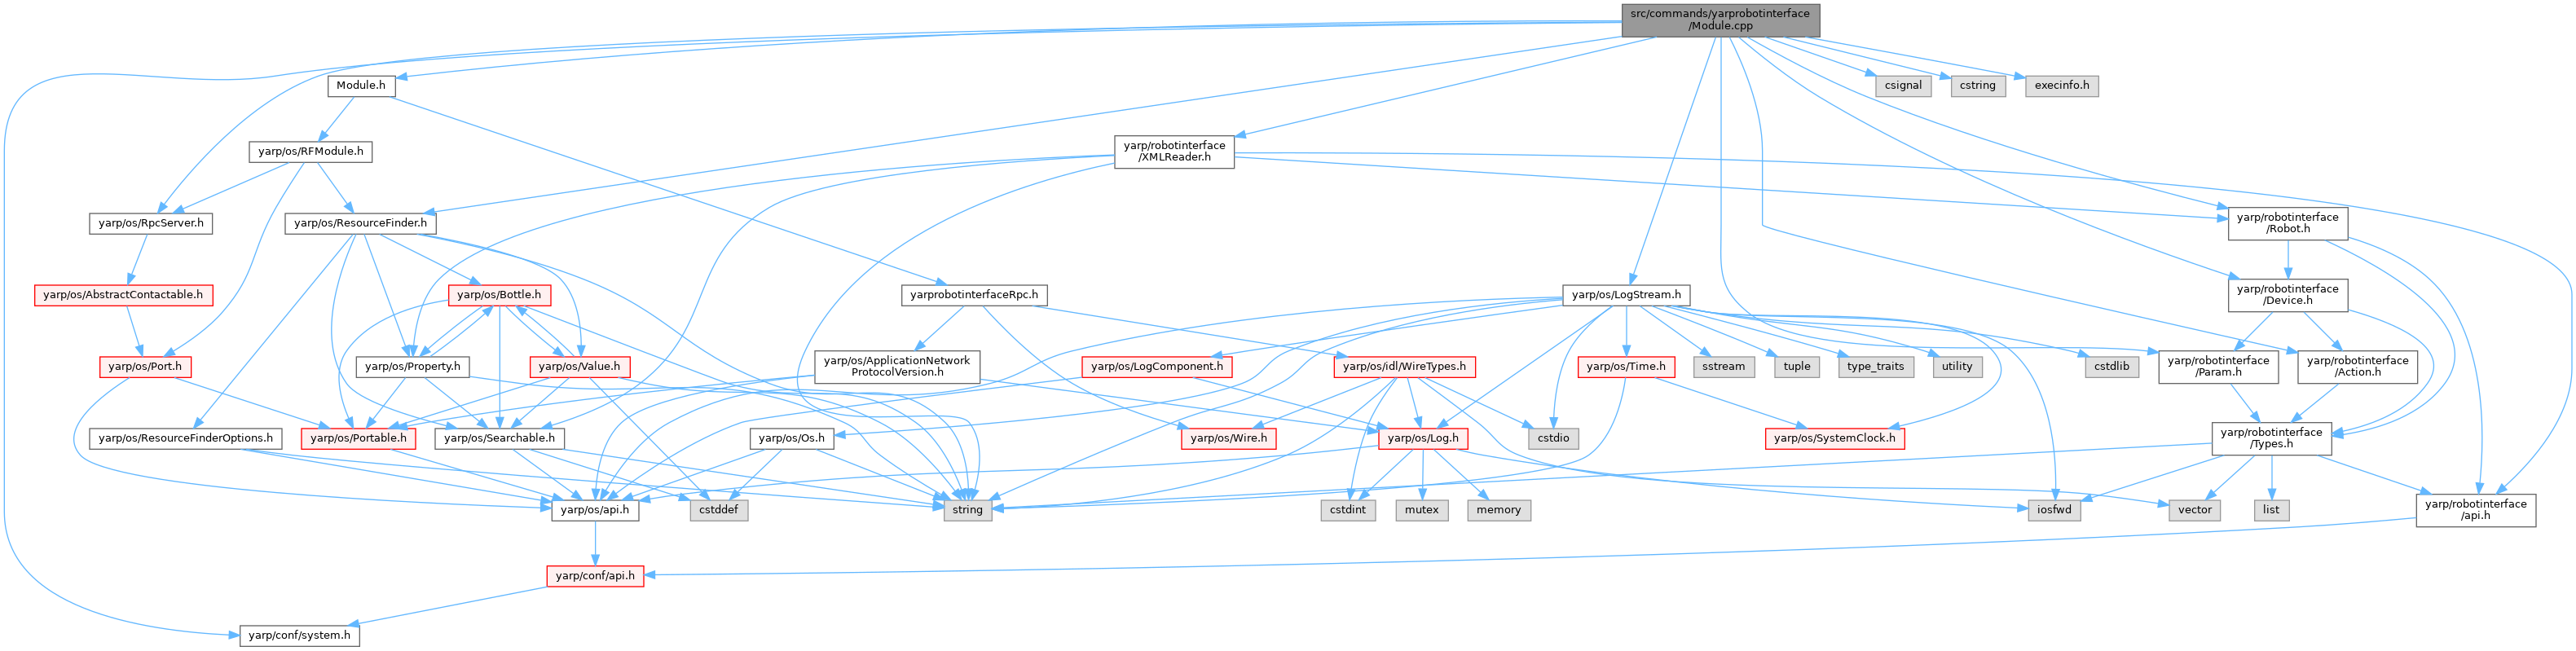 src/commands/yarprobotinterface
/Module.cpp
Module.h
csignal
cstring
execinfo.h
yarp/os/RFModule.h
yarp/robotinterface
/XMLReader.h
yarp/os/RpcServer.h
yarp/os/ResourceFinder.h
yarp/robotinterface
/Robot.h
yarp/os/AbstractContactable.h
yarp/os/Bottle.h
yarprobotinterfaceRpc.h
yarp/os/LogStream.h
yarp/robotinterface
/Device.h
yarp/os/Port.h
yarp/os/Property.h
yarp/os/Value.h
yarp/os/ApplicationNetwork
ProtocolVersion.h
yarp/os/LogComponent.h
yarp/os/idl/WireTypes.h
yarp/os/Time.h
sstream
tuple
type_traits
utility
cstdlib
yarp/robotinterface
/Param.h
yarp/robotinterface
/Action.h
yarp/os/ResourceFinderOptions.h
yarp/os/Portable.h
yarp/os/Searchable.h
yarp/os/Os.h
yarp/os/Wire.h
yarp/os/Log.h
cstdio
yarp/os/SystemClock.h
yarp/robotinterface
/Types.h
yarp/os/api.h
cstddef
string
cstdint
mutex
memory
iosfwd
vector
list
yarp/robotinterface
/api.h
yarp/conf/api.h
yarp/conf/system.h